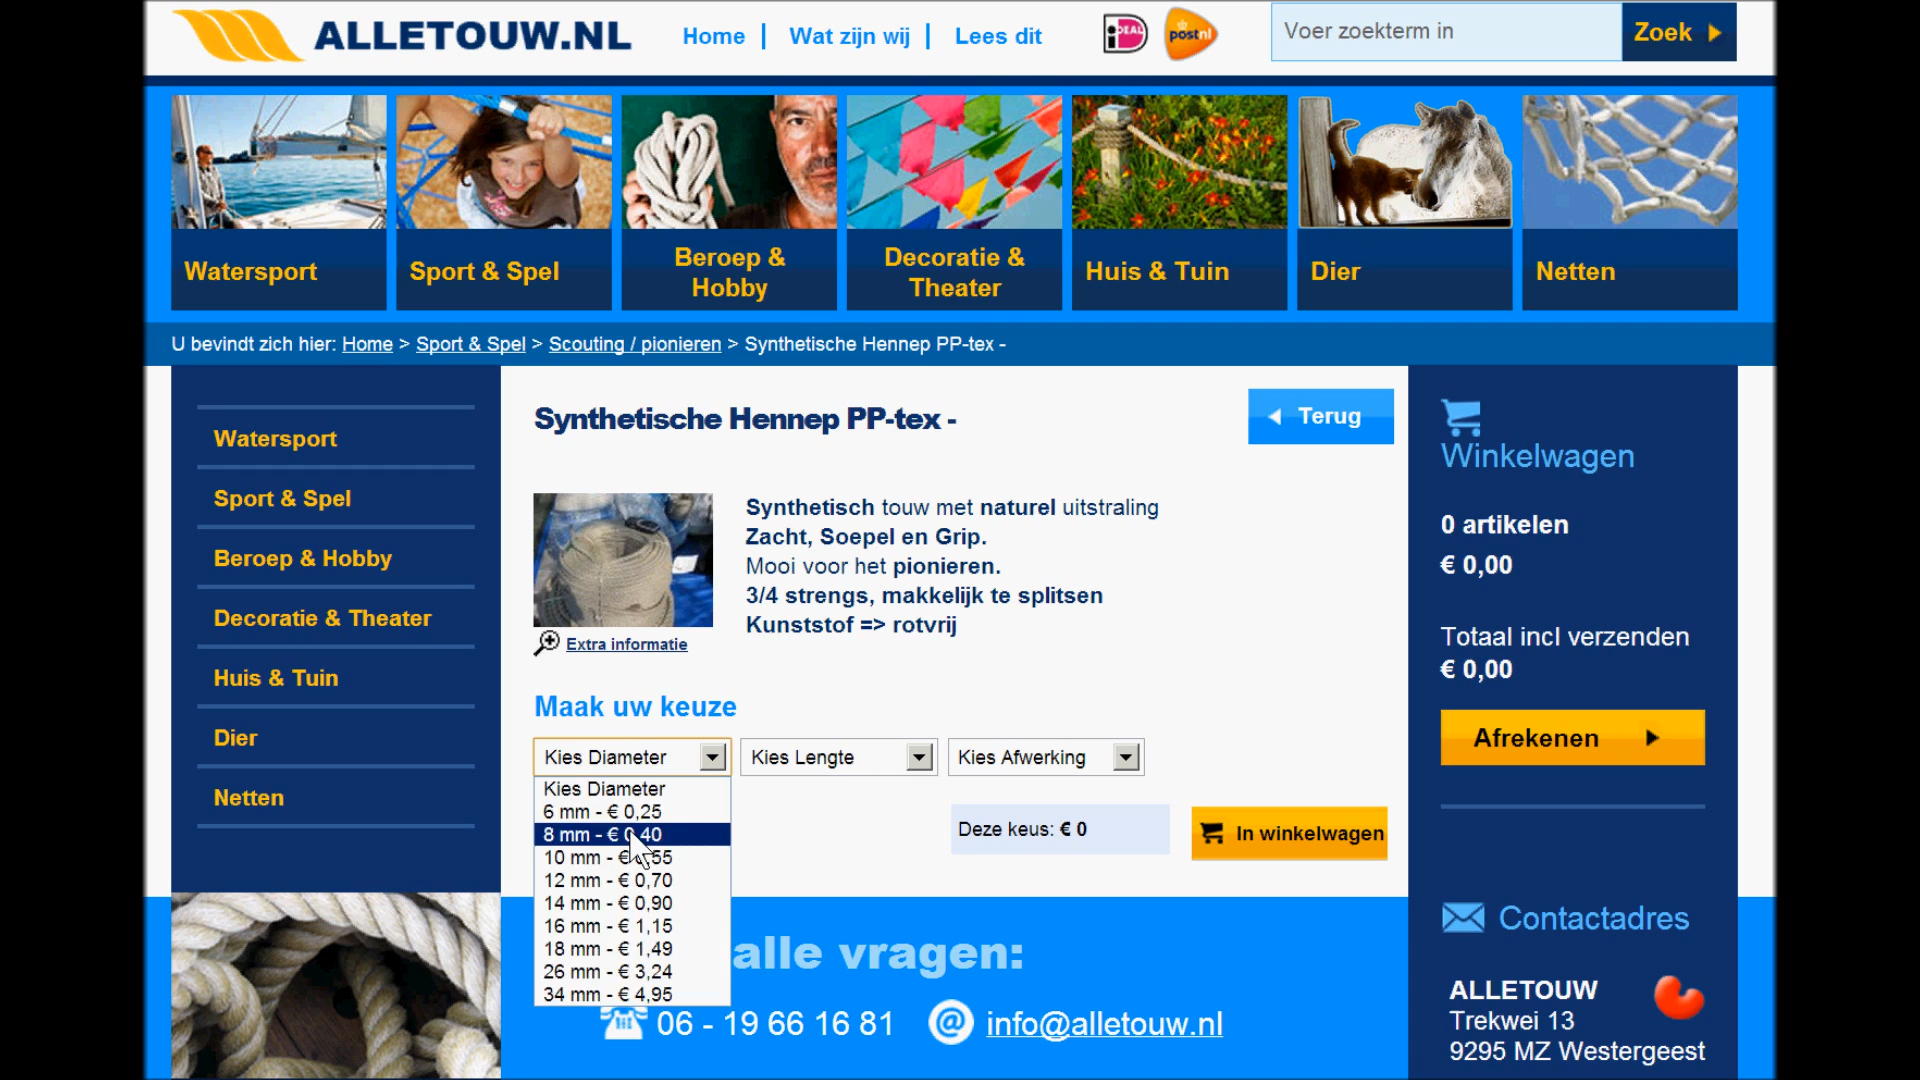 ALLETOUW.NL
Home | Wat zijn wij | Lees dit
iDEAL
postnl
Voer zoekterm in
Zoek
Watersport
Sport & Spel
Beroep &
Hobby
Decoratie &
Theater
Huis & Tuin
Dier
Netten
U bevindt zich hier: Home > Sport & Spel > Scouting / pionieren > Synthetische Hennep PP-tex -
Watersport
Sport & Spel
Beroep & Hobby
Decoratie & Theater
Huis & Tuin
Dier
Netten
Synthetische Hennep PP-tex -
Terug
Synthetisch touw met naturel uitstraling
Zacht, Soepel en Grip.
Mooi voor het pionieren.
3/4 strengs, makkelijk te splitsen
Kunststof => rotvrij
Extra informatie
Maak uw keuze
Kies Diameter
Kies Lengte
Kies Afwerking
Kies Diameter
6 mm - € 0,25
8 mm - € 0,40
10 mm - € 0,55
12 mm - € 0,70
14 mm - € 0,90
16 mm - € 1,15
18 mm - € 1,49
26 mm - € 3,24
34 mm - € 4,95
Deze keus: € 0
In winkelwagen
alle vragen:
06 - 19 66 16 81
info@alletouw.nl
Winkelwagen
0 artikelen
€ 0,00
Totaal incl verzenden
€ 0,00
Afrekenen
Contactadres
ALLETOUW
Trekwei 13
9295 MZ Westergeest